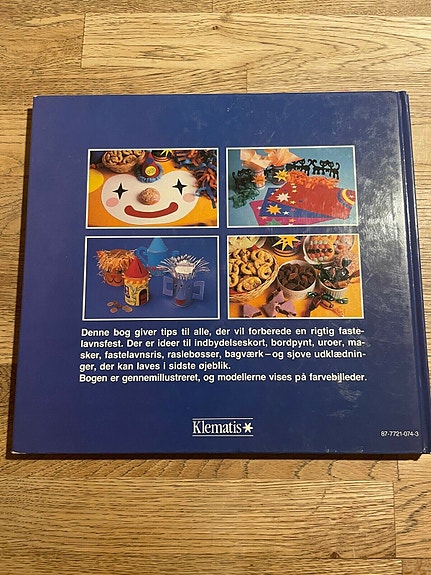 Denne bog giver tips til alle, der vil forberede en rigtig faste-
lavnsfest. Der er ideer til indbydelseskort, bordpynt, uroer, ma-
sker, fastelavnsris, raslebøsser, bagværk – og sjove udklædnin-
ger, der kan laves i sidste øjeblik.
Bogen er gennemillustreret, og modellerne vises på farvebilleder.
Klematis
87-7721-074-3